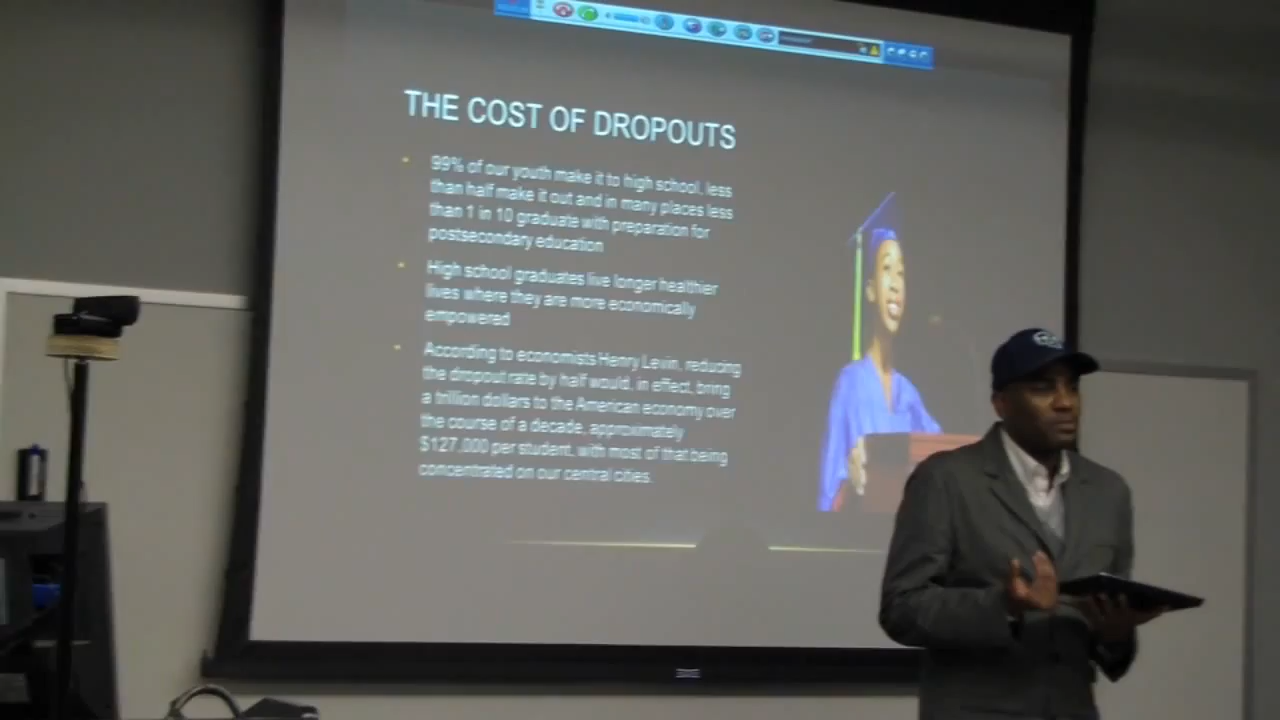 THE COST OF DROPOUTS
99% of our youth make it to high school, less
than half make it out and in many places less
than 1 in 10 graduate with preparation for
postsecondary education
High school graduates live longer healthier
lives where they are more economically
empowered
According to economists Henry Levin, reducing
the dropout rate by half would, in effect, bring
a trillion dollars to the American economy over
the course of a decade, approximately
$127,000 per student, with most of that being
concentrated on our central cities.